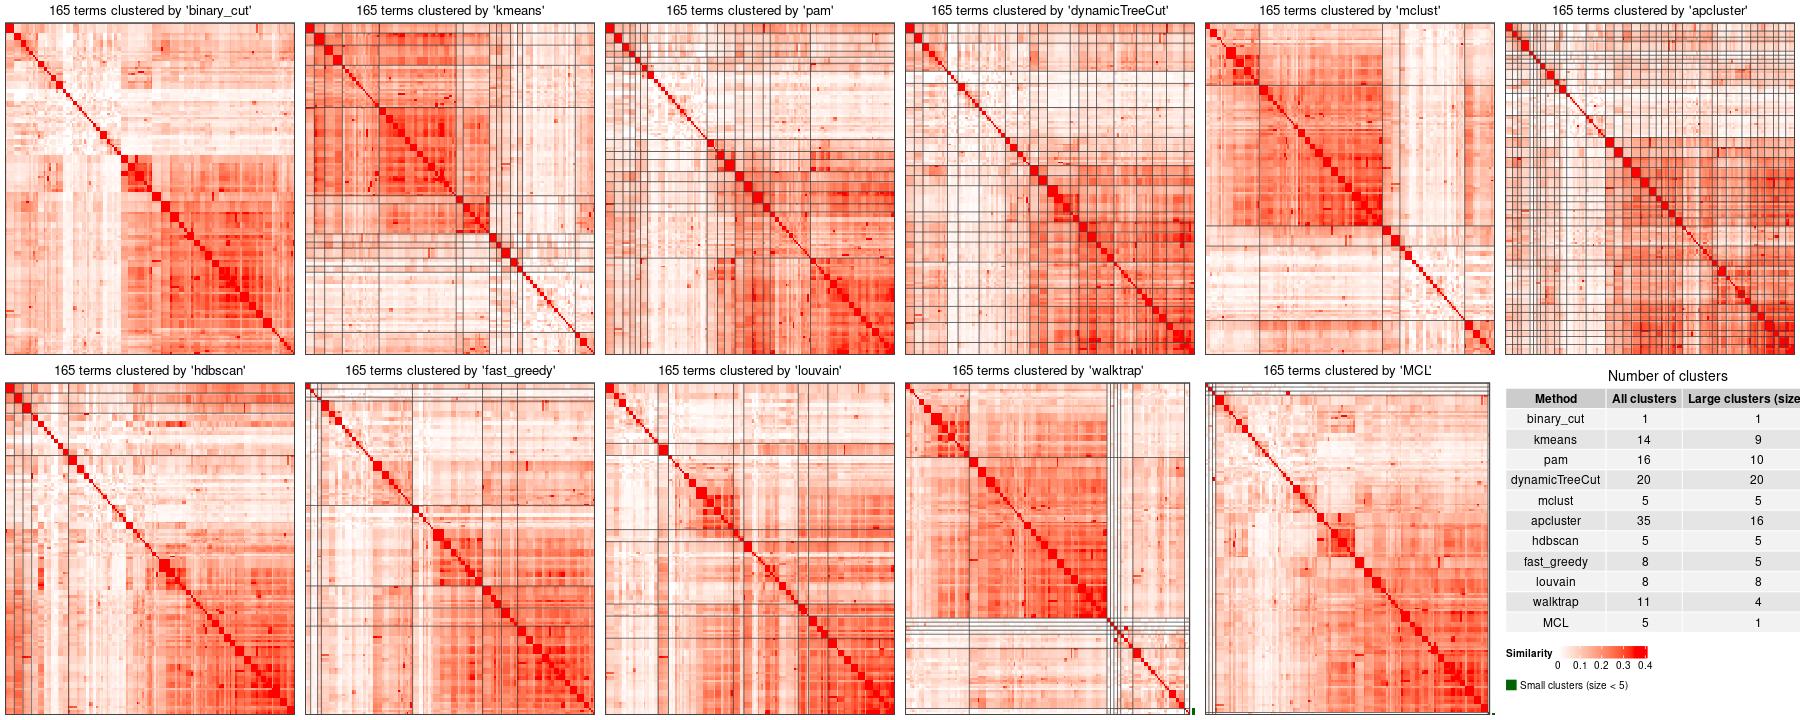 165 terms clustered by 'binary_cut'
165 terms clustered by 'kmeans'
165 terms clustered by 'pam'
165 terms clustered by 'dynamicTreeCut'
165 terms clustered by 'mclust'
165 terms clustered by 'apcluster'
165 terms clustered by 'hdbscan'
165 terms clustered by 'fast_greedy'
165 terms clustered by 'louvain'
165 terms clustered by 'walktrap'
165 terms clustered by 'MCL'
Number of clusters
Method All clusters Large clusters (size
binary_cut 1 1
kmeans 14 9
pam 16 10
dynamicTreeCut 20 20
mclust 5 5
apcluster 35 16
hdbscan 5 5
fast_greedy 8 5
louvain 8 8
walktrap 11 4
MCL 5 1
Similarity
0 0.1 0.2 0.3 0.4
Small clusters (size < 5)